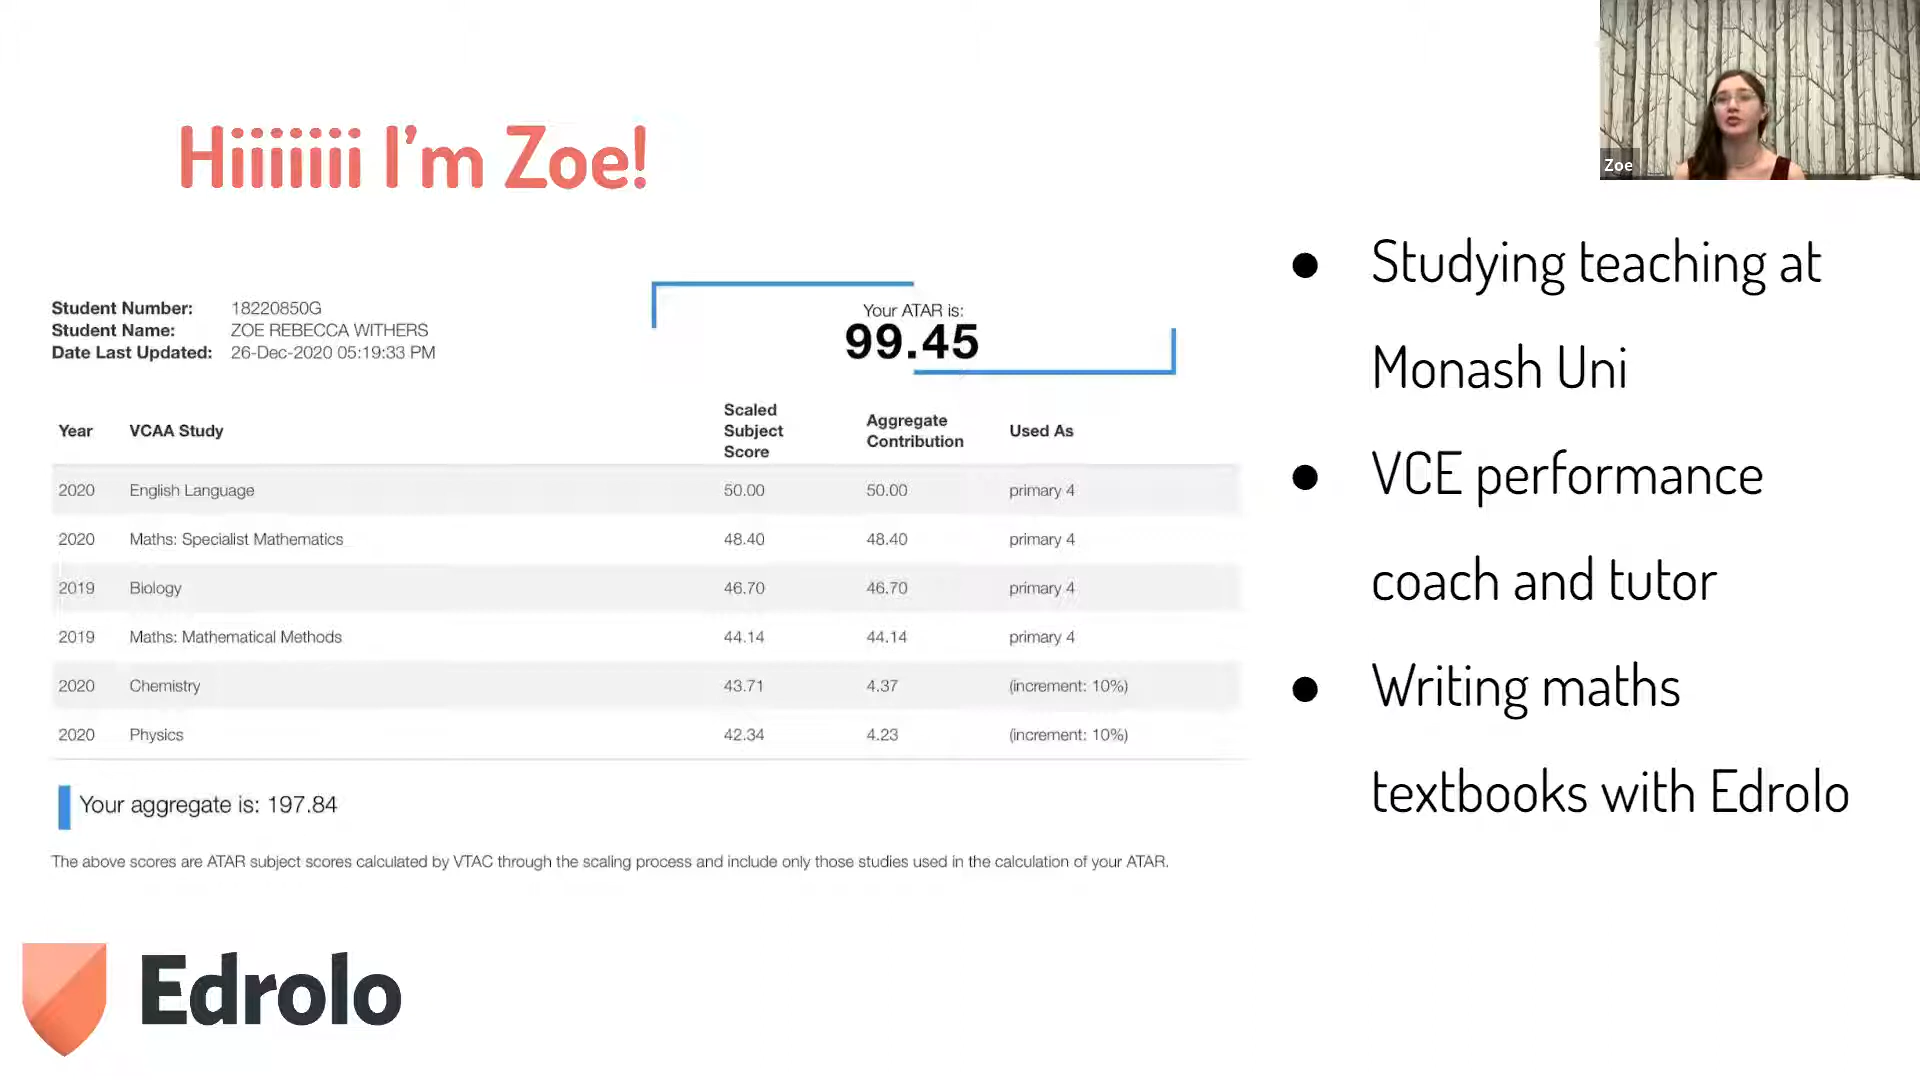 Hiiiiiii I'm Zoe!
Zoe
Student Number: 18220850G
Student Name: ZOE REBECCA WITHERS
Date Last Updated: 26-Dec-2020 05:19:33 PM
Your ATAR is:
99.45
Year VCAA Study Scaled Subject Score Aggregate Contribution Used As
2020 English Language 50.00 50.00 primary 4
2020 Maths: Specialist Mathematics 48.40 48.40 primary 4
2019 Biology 46.70 46.70 primary 4
2019 Maths: Mathematical Methods 44.14 44.14 primary 4
2020 Chemistry 43.71 4.37 (increment: 10%)
2020 Physics 42.34 4.23 (increment: 10%)
Your aggregate is: 197.84
The above scores are ATAR subject scores calculated by VTAC through the scaling process and include only those studies used in the calculation of your ATAR.
● Studying teaching at
Monash Uni
● VCE performance
coach and tutor
● Writing maths
textbooks with Edrolo
Edrolo